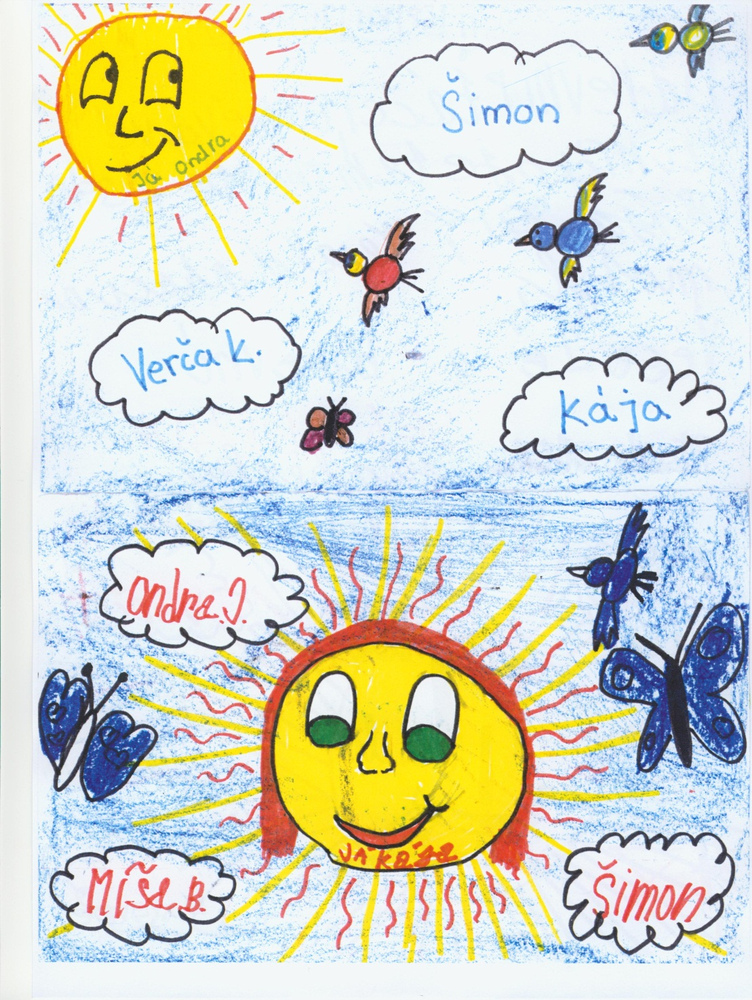 Šimon
Já Ondra
Verča K.
Kája
Ondra.J.
JÁ KÁJA
Míša B.
Šimon